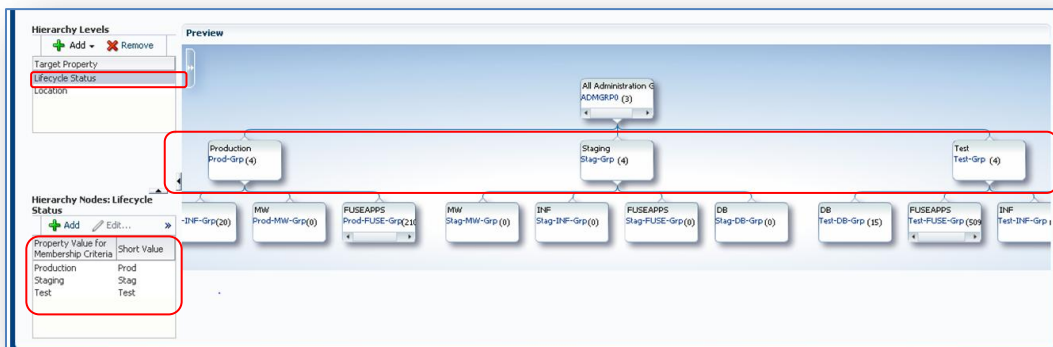 Hierarchy Levels
Add
Remove
Target Property
Lifecycle Status
Location
Hierarchy Nodes: Lifecycle
Status
Add
Edit...
»
Property Value for
Membership Criteria
Short Value
Production Prod
Staging Stag
Test Test
Preview
All Administration G
ADMGRP0 (3)
Production
Prod-Grp (4)
Staging
Stag-Grp (4)
Test
Test-Grp (4)
-INF-Grp(20)
MW
Prod-MW-Grp(0)
FUSEAPPS
Prod-FUSE-Grp(210
MW
Stag-MW-Grp (0)
INF
Stag-INF-Grp(0)
FUSEAPPS
Stag-FUSE-Grp(0)
DB
Stag-DB-Grp(0)
DB
Test-DB-Grp (15)
FUSEAPPS
Test-FUSE-Grp (509
INF
Test-INF-Grp